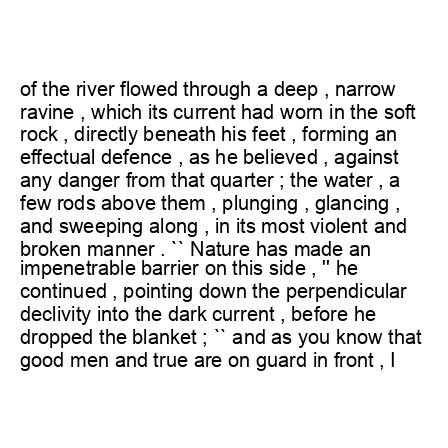 of the river flowed through a deep , narrow
ravine , which its current had worn in the soft
rock , directly beneath his feet , forming an
effectual defence , as he believed , against
any danger from that quarter ; the water , a
few rods above them , plunging , glancing ,
and sweeping along , in its most violent and
broken manner . `` Nature has made an
impenetrable barrier on this side , '' he
continued , pointing down the perpendicular
declivity into the dark current , before he
dropped the blanket ; `` and as you know that
good men and true are on guard in front , I